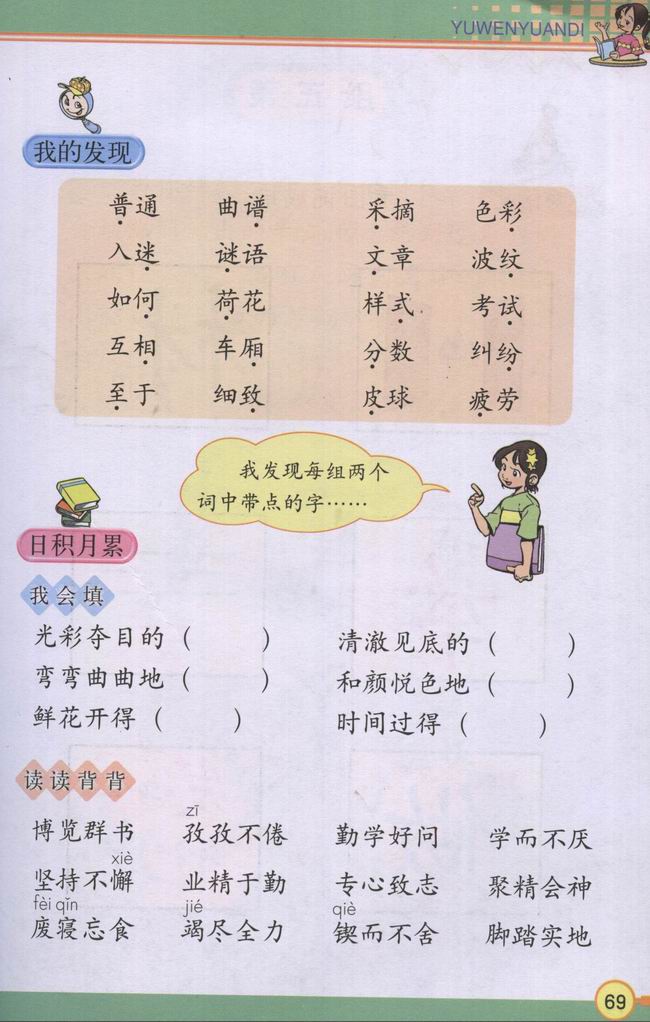 YUWENYUANDI
我的发现
普通 曲谱 采摘 色彩
入迷 谜语 文章 波纹
如何 荷花 样式 考试
互相 车厢 分数 纠纷
至于 细致 皮球 疲劳
我发现每组两个
词中带点的字……
日积月累
我会填
光彩夺目的( ) 清澈见底的( )
弯弯曲曲地( ) 和颜悦色地( )
鲜花开得( ) 时间过得( )
读读背背
zī
博览群书 孜孜不倦 勤学好问 学而不厌
xiè
坚持不懈 业精于勤 专心致志 聚精会神
fèi qǐn jié qiè
废寝忘食 竭尽全力 锲而不舍 脚踏实地
69